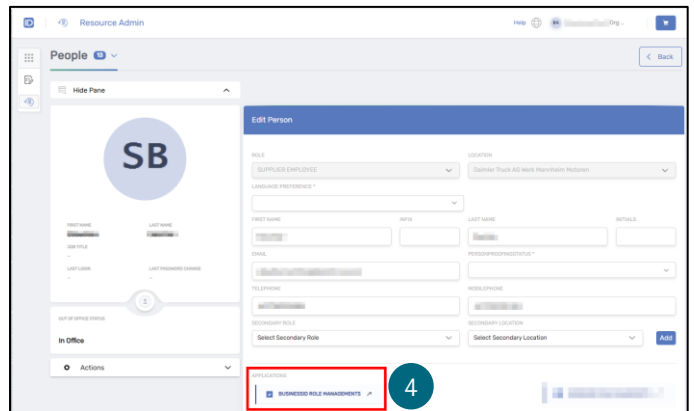 Resource Admin
Help
SB
Org..
People 13
Back
Hide Pane
SB
FIRST NAME
LAST NAME
JOB TITLE
–
LAST LOGIN
LAST PASSWORD CHANGE
–
–
OUT OF OFFICE STATUS
In Office
Actions
Edit Person
ROLE
LOCATION
SUPPLIER EMPLOYEE
Daimler Truck AG Werk Mannheim Motoren
LANGUAGE PREFERENCE *
FIRST NAME
INFIX
LAST NAME
INITIALS
EMAIL
PERSONPROOFINGSTATUS *
TELEPHONE
MOBILEPHONE
SECONDARY ROLE
SECONDARY LOCATION
Select Secondary Role
Select Secondary Location
Add
APPLICATIONS
BUSINESSID ROLE MANAGEMENTS
4